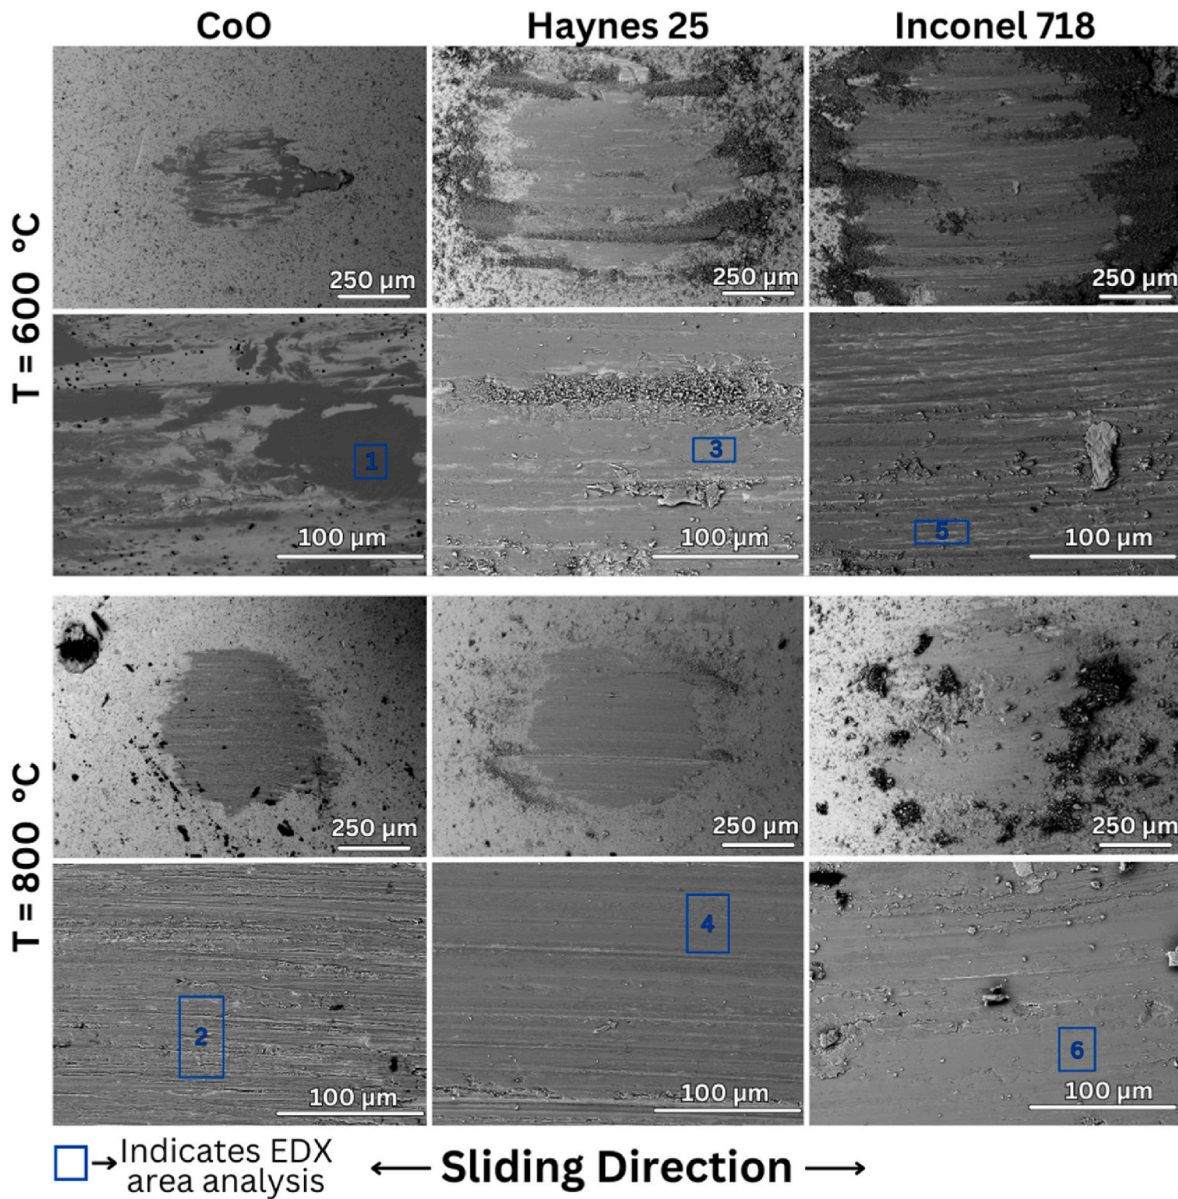 CoO
Haynes 25
Inconel 718
T = 600 °C
250 µm
250 µm
250 µm
1
3
5
100 µm
100 µm
100 µm
T = 800 °C
250 µm
250 µm
250 µm
2
4
6
100 µm
100 µm
100 µm
Indicates EDX
area analysis
Sliding Direction